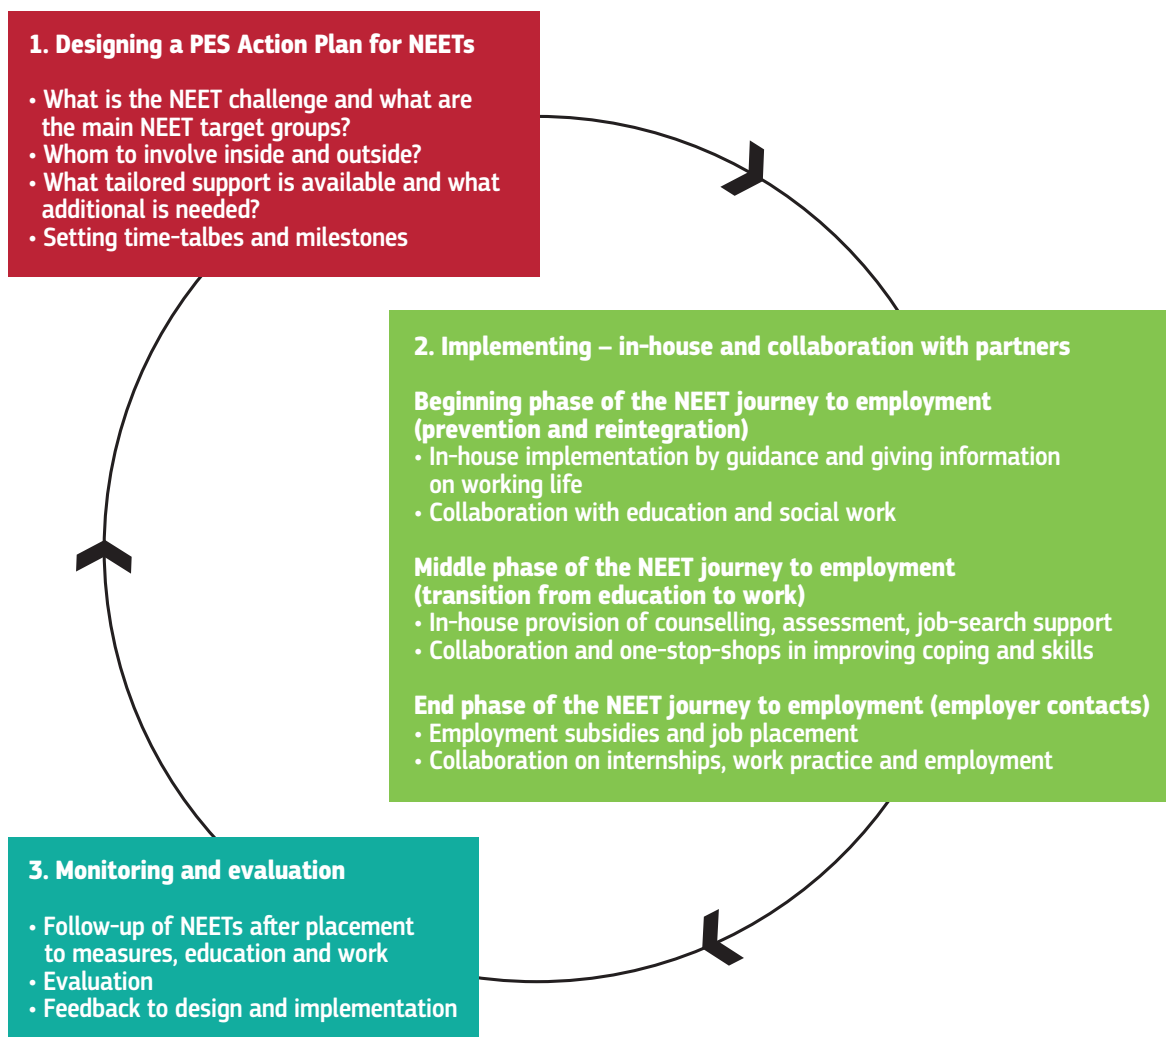 1. Designing a PES Action Plan for NEETs
• What is the NEET challenge and what are
the main NEET target groups?
• Whom to involve inside and outside?
• What tailored support is available and what
additional is needed?
• Setting time-talbes and milestones
2. Implementing – in-house and collaboration with partners
Beginning phase of the NEET journey to employment
(prevention and reintegration)
• In-house implementation by guidance and giving information
on working life
• Collaboration with education and social work
Middle phase of the NEET journey to employment
(transition from education to work)
• In-house provision of counselling, assessment, job-search support
• Collaboration and one-stop-shops in improving coping and skills
End phase of the NEET journey to employment (employer contacts)
• Employment subsidies and job placement
• Collaboration on internships, work practice and employment
3. Monitoring and evaluation
• Follow-up of NEETs after placement
to measures, education and work
• Evaluation
• Feedback to design and implementation